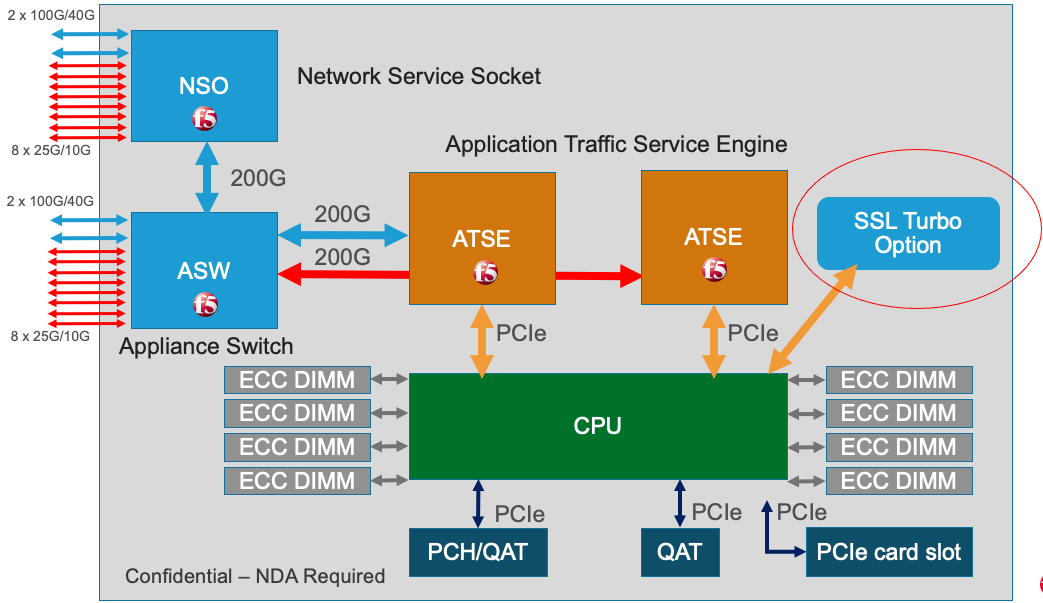 2 x 100G/40G
NSO
f5
Network Service Socket
8 x 25G/10G
200G
2 x 100G/40G
ASW
f5
8 x 25G/10G
Appliance Switch
Application Traffic Service Engine
200G
200G
ATSE
f5
ATSE
f5
SSL Turbo
Option
PCIe
PCIe
ECC DIMM
ECC DIMM
ECC DIMM
ECC DIMM
CPU
ECC DIMM
ECC DIMM
ECC DIMM
ECC DIMM
PCIe
PCIe
PCIe
PCH/QAT
QAT
PCIe card slot
Confidential – NDA Required